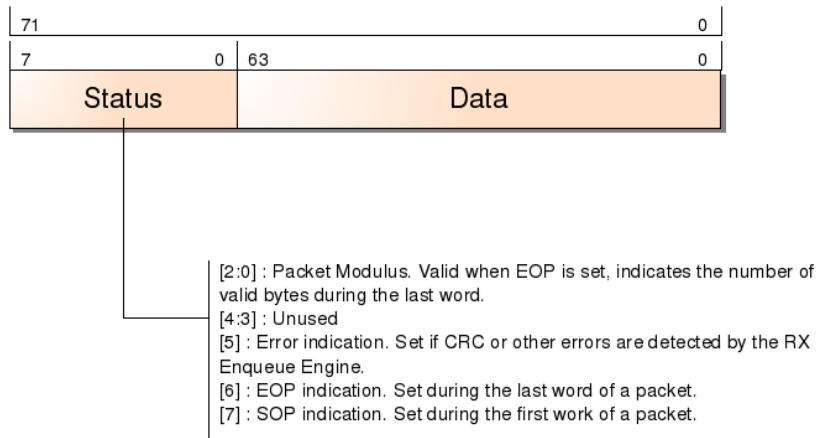 71 0
7 0 63 0
Status Data
[2:0] : Packet Modulus. Valid when EOP is set, indicates the number of
valid bytes during the last word.
[4:3] : Unused
[5] : Error indication. Set if CRC or other errors are detected by the RX
Enqueue Engine.
[6] : EOP indication. Set during the last word of a packet.
[7] : SOP indication. Set during the first work of a packet.